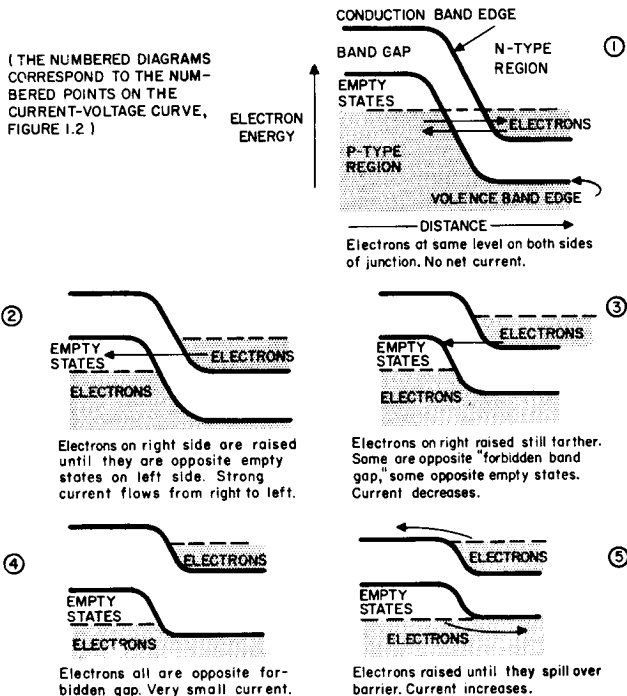 (THE NUMBERED DIAGRAMS
CORRESPOND TO THE NUM-
BERED POINTS ON THE
CURRENT-VOLTAGE CURVE,
FIGURE 1.2)
ELECTRON
ENERGY
CONDUCTION BAND EDGE
BAND GAP
N-TYPE
REGION
①
EMPTY
STATES
ELECTRONS
P-TYPE
REGION
VOLENCE BAND EDGE
DISTANCE
Electrons at same level on both sides
of junction. No net current.
②
EMPTY
STATES
ELECTRONS
ELECTRONS
Electrons on right side are raised
until they are opposite empty
states on left side. Strong
current flows from right to left.
③
EMPTY
STATES
ELECTRONS
ELECTRONS
Electrons on right raised still tarther.
Some are opposite "forbidden band
gap," some opposite empty states.
Current decreases.
④
ELECTRONS
EMPTY
STATES
ELECTRONS
Electrons all are opposite for-
bidden gap. Very small current.
⑤
ELECTRONS
EMPTY
STATES
ELECTRONS
Electrons raised until they spill over
barrier. Current increases.